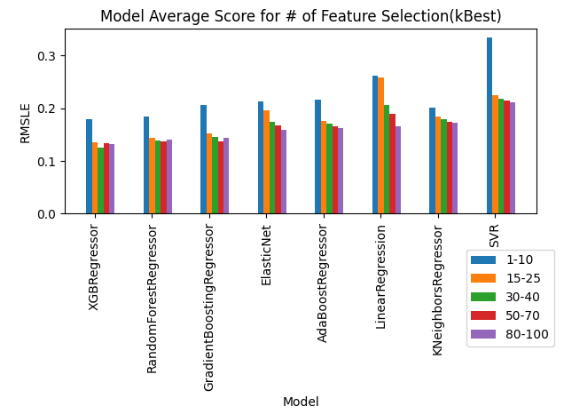 Model Average Score for # of Feature Selection(kBest)
RMSLE
0.3
0.2
0.1
0.0
XGBRegressor
RandomForestRegressor
GradientBoostingRegressor
ElasticNet
AdaBoostRegressor
LinearRegression
KNeighborsRegressor
SVR
1-10
15-25
30-40
50-70
80-100
Model